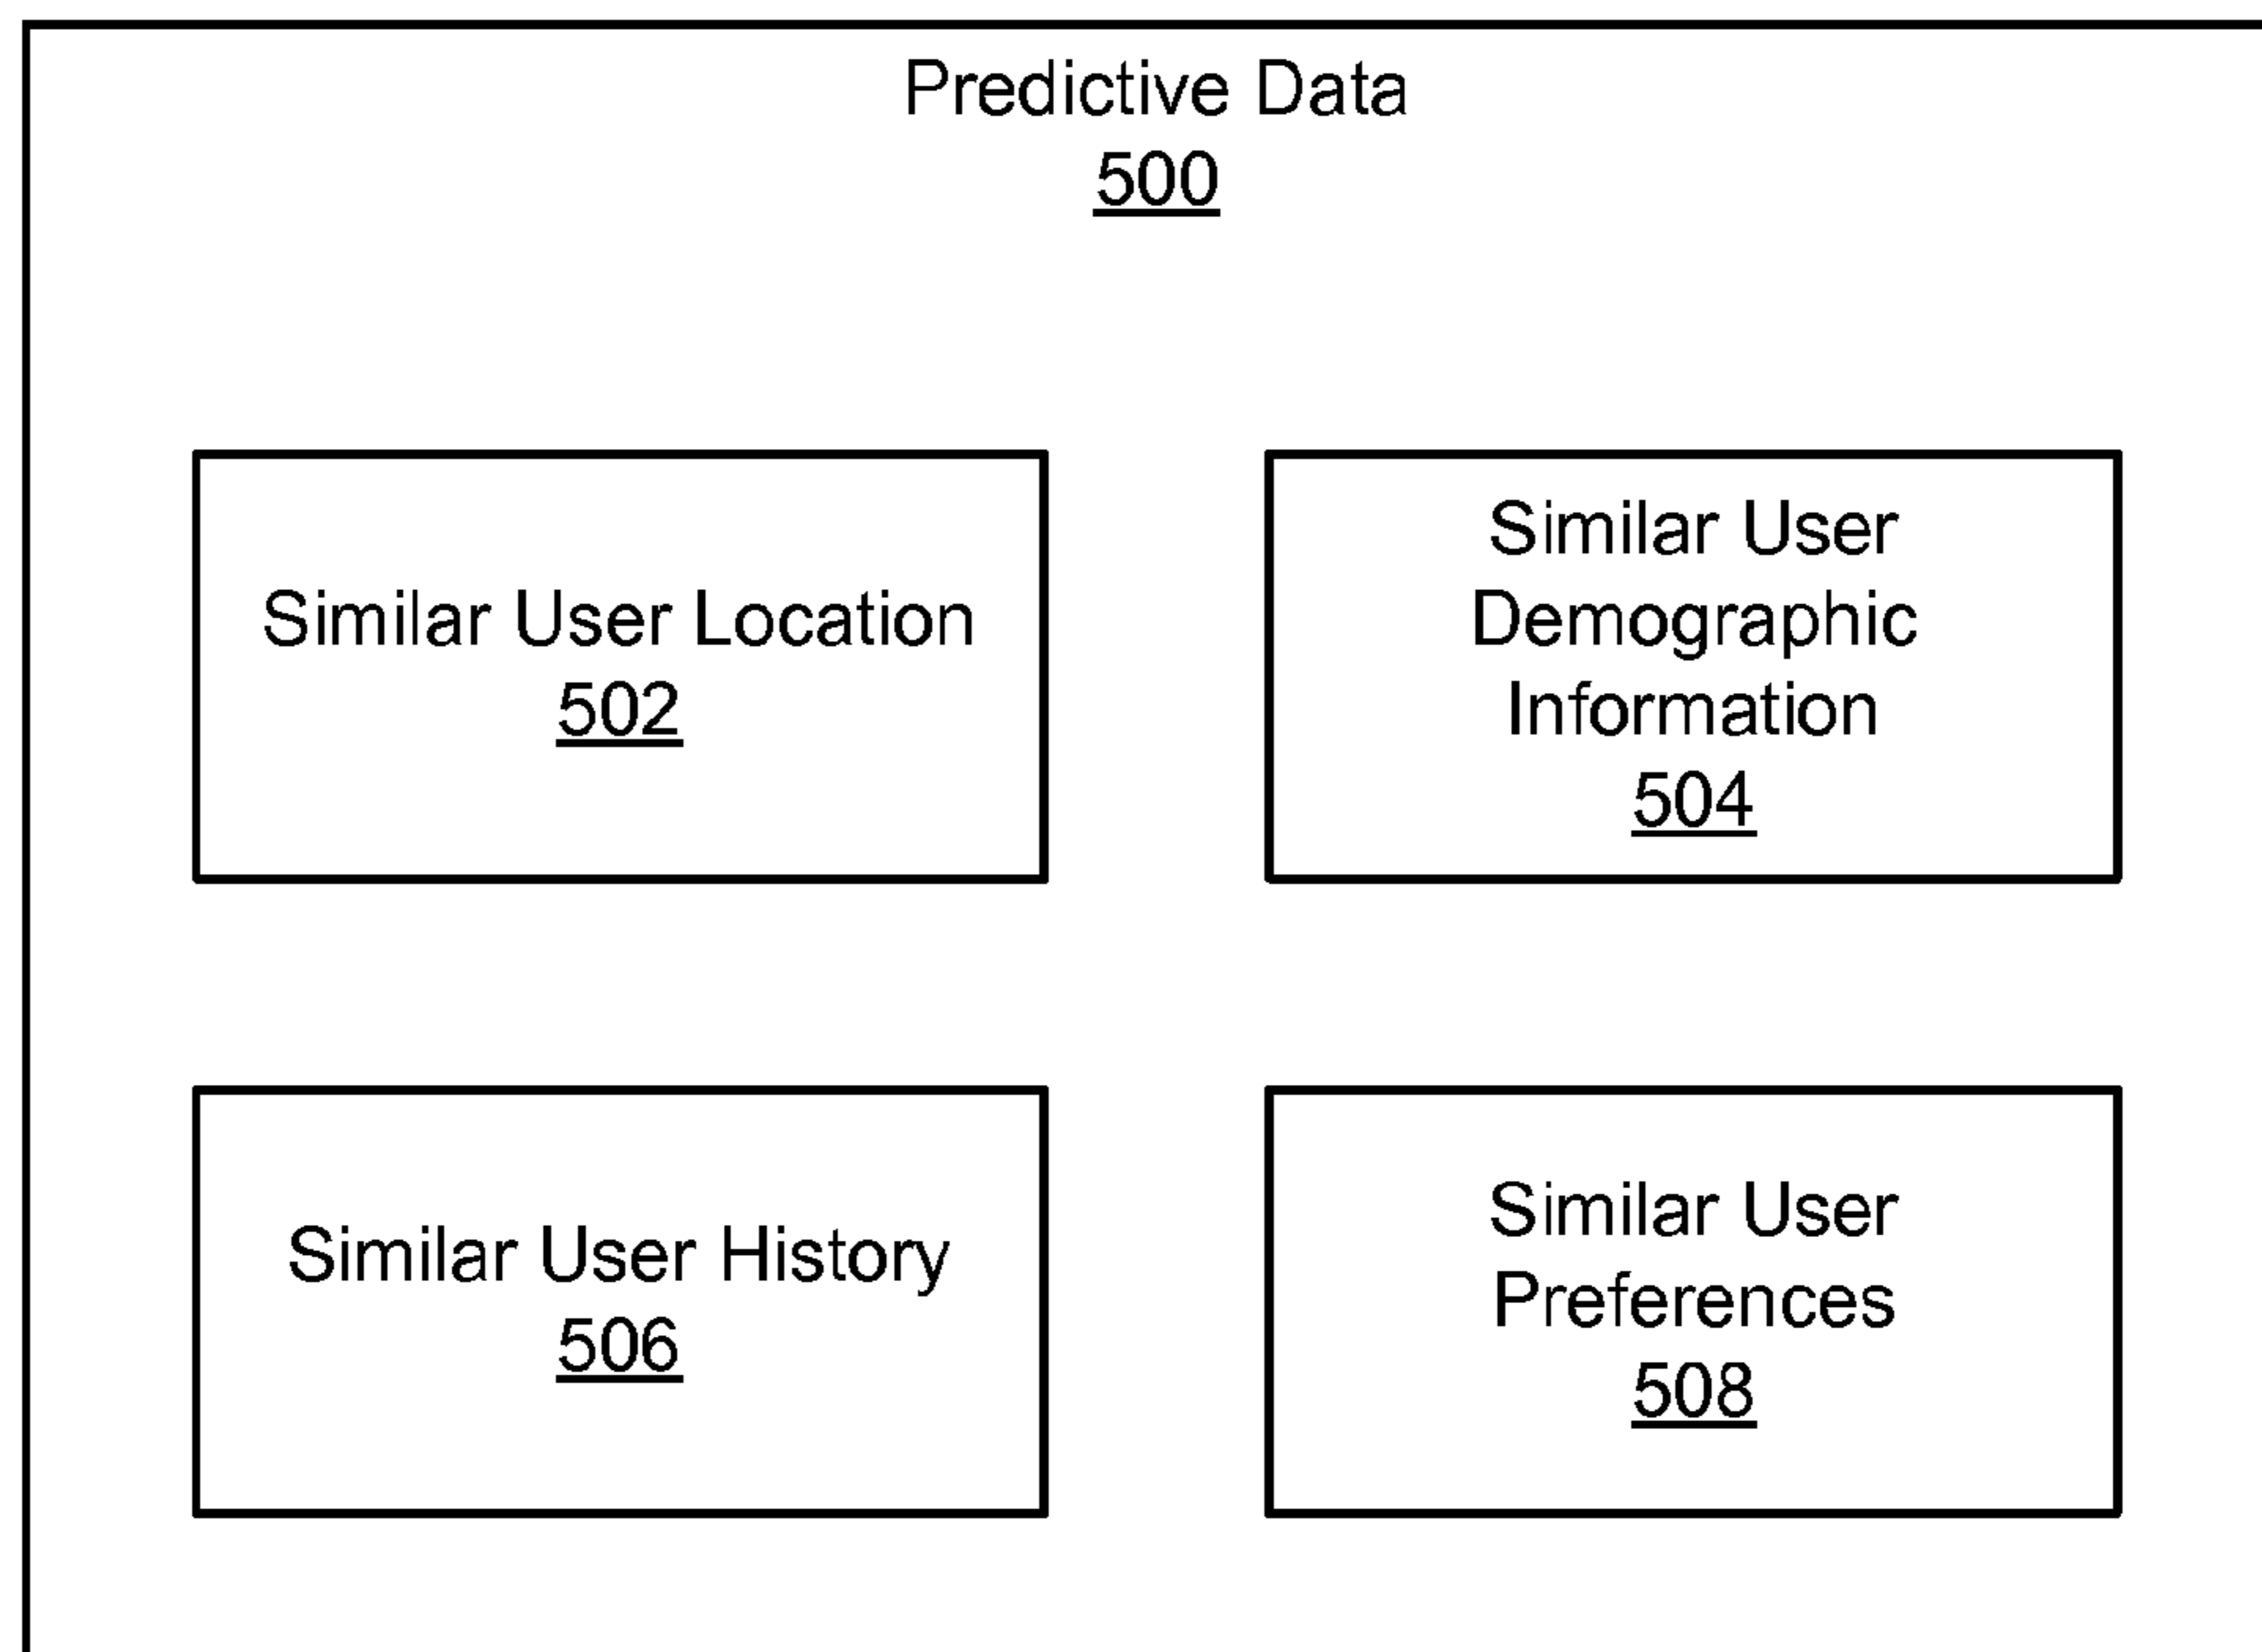 Predictive Data
500
Similar User Location
502
Similar User
Demographic
Information
504
Similar User History
506
Similar User
Preferences
508